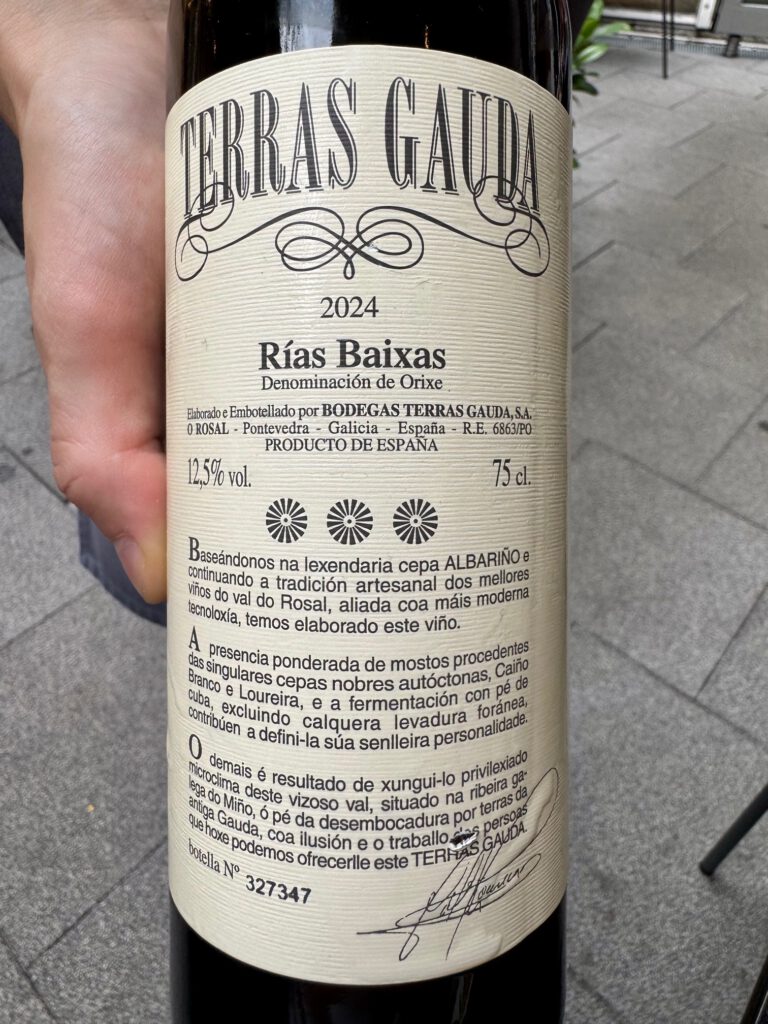 TERRAS GAUDA
2024
Rías Baixas
Denominación de Orixe
Elaborado e Embotellado por BODEGAS TERRAS GAUDA, S.A.
O ROSAL - Pontevedra - Galicia - España - R.E. 6863/PO
PRODUCTO DE ESPAÑA
12,5% vol. 75 cl.
Baseándonos na lexendaria cepa ALBARIÑO e
continuando a tradición artesanal dos mellores
viños do val do Rosal, aliada coa máis moderna
tecnoloxía, temos elaborado este viño.
A presencia ponderada de mostos procedentes
das singulares cepas nobres autóctonas, Caiño
Branco e Loureira, e a fermentación con pé de
cuba, excluindo calquera levadura foránea,
contribúen a defini-la súa senlleira personalidade.
O demais é resultado de xungui-lo privilexiado
microclima deste vizoso val, situado na ribeira ga-
lega do Miño, ó pé da desembocadura por terras da
antiga Gauda, coa ilusión e o traballo das persoas
que hoxe podemos ofrecerlle este TERRAS GAUDA.
botella Nº 327347